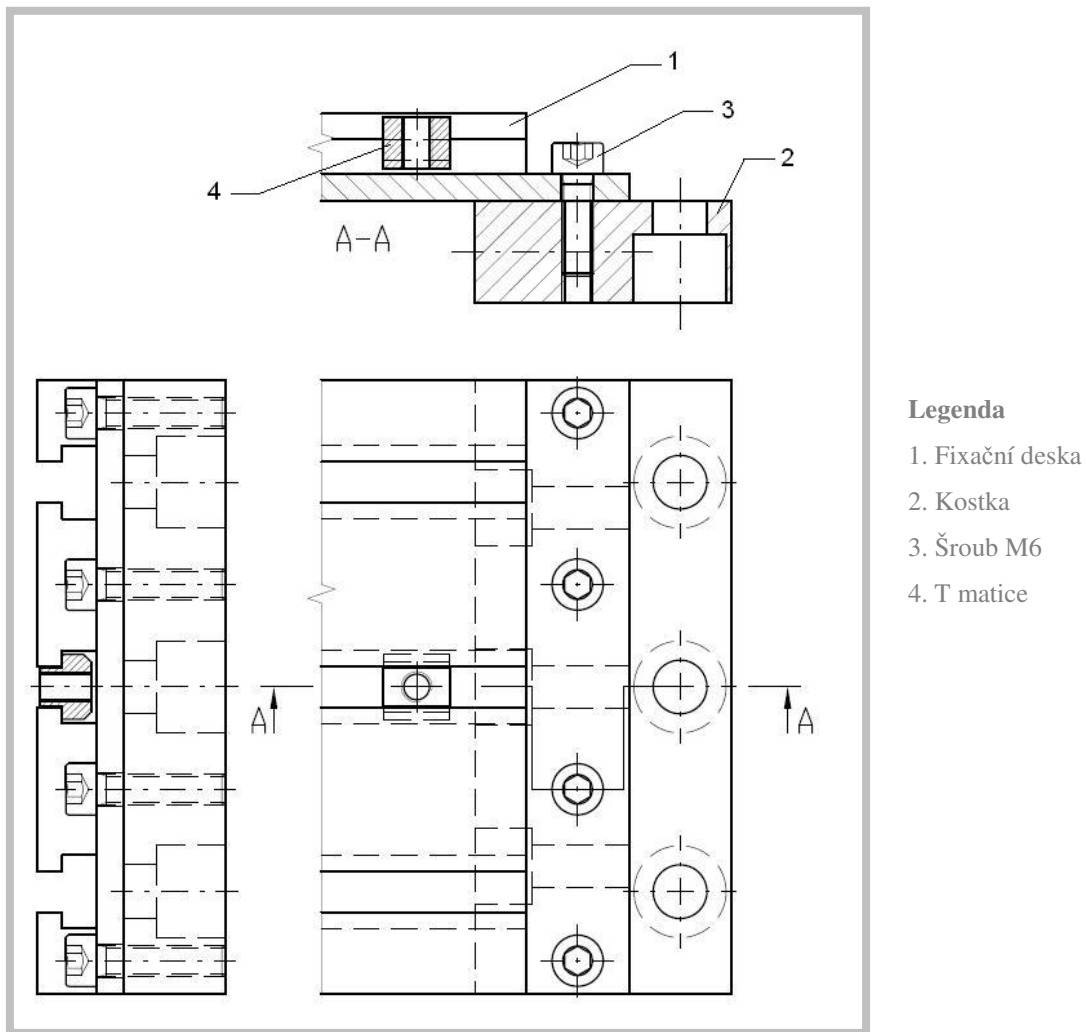 1
3
2
4
A-A
A A
Legenda
1. Fixační deska
2. Kostka
3. Šroub M6
4. T matice